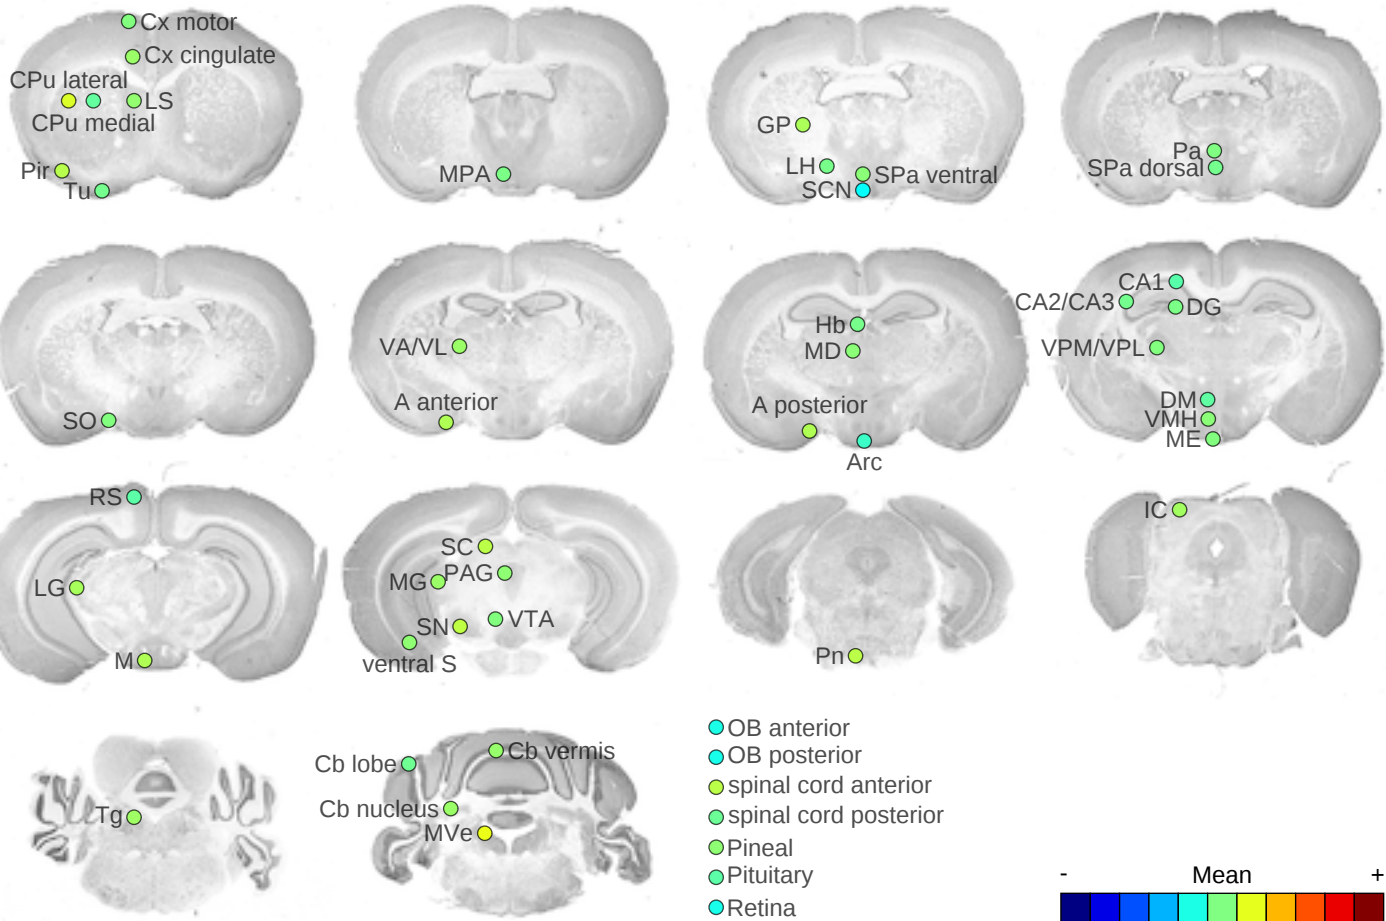 Cx motor
Cx cingulate
CPu lateral
LS
CPu medial
Pir
Tu
MPA
GP
LH
SPa ventral
SCN
Pa
SPa dorsal
SO
VA/VL
A anterior
Hb
MD
A posterior
Arc
CA1
CA2/CA3
DG
VPM/VPL
DM
VMH
ME
RS
LG
M
SC
PAG
MG
SN
VTA
ventral S
Pn
IC
Tg
Cb lobe
Cb vermis
Cb nucleus
MVe
OB anterior
OB posterior
spinal cord anterior
spinal cord posterior
Pineal
Pituitary
Retina
- Mean +